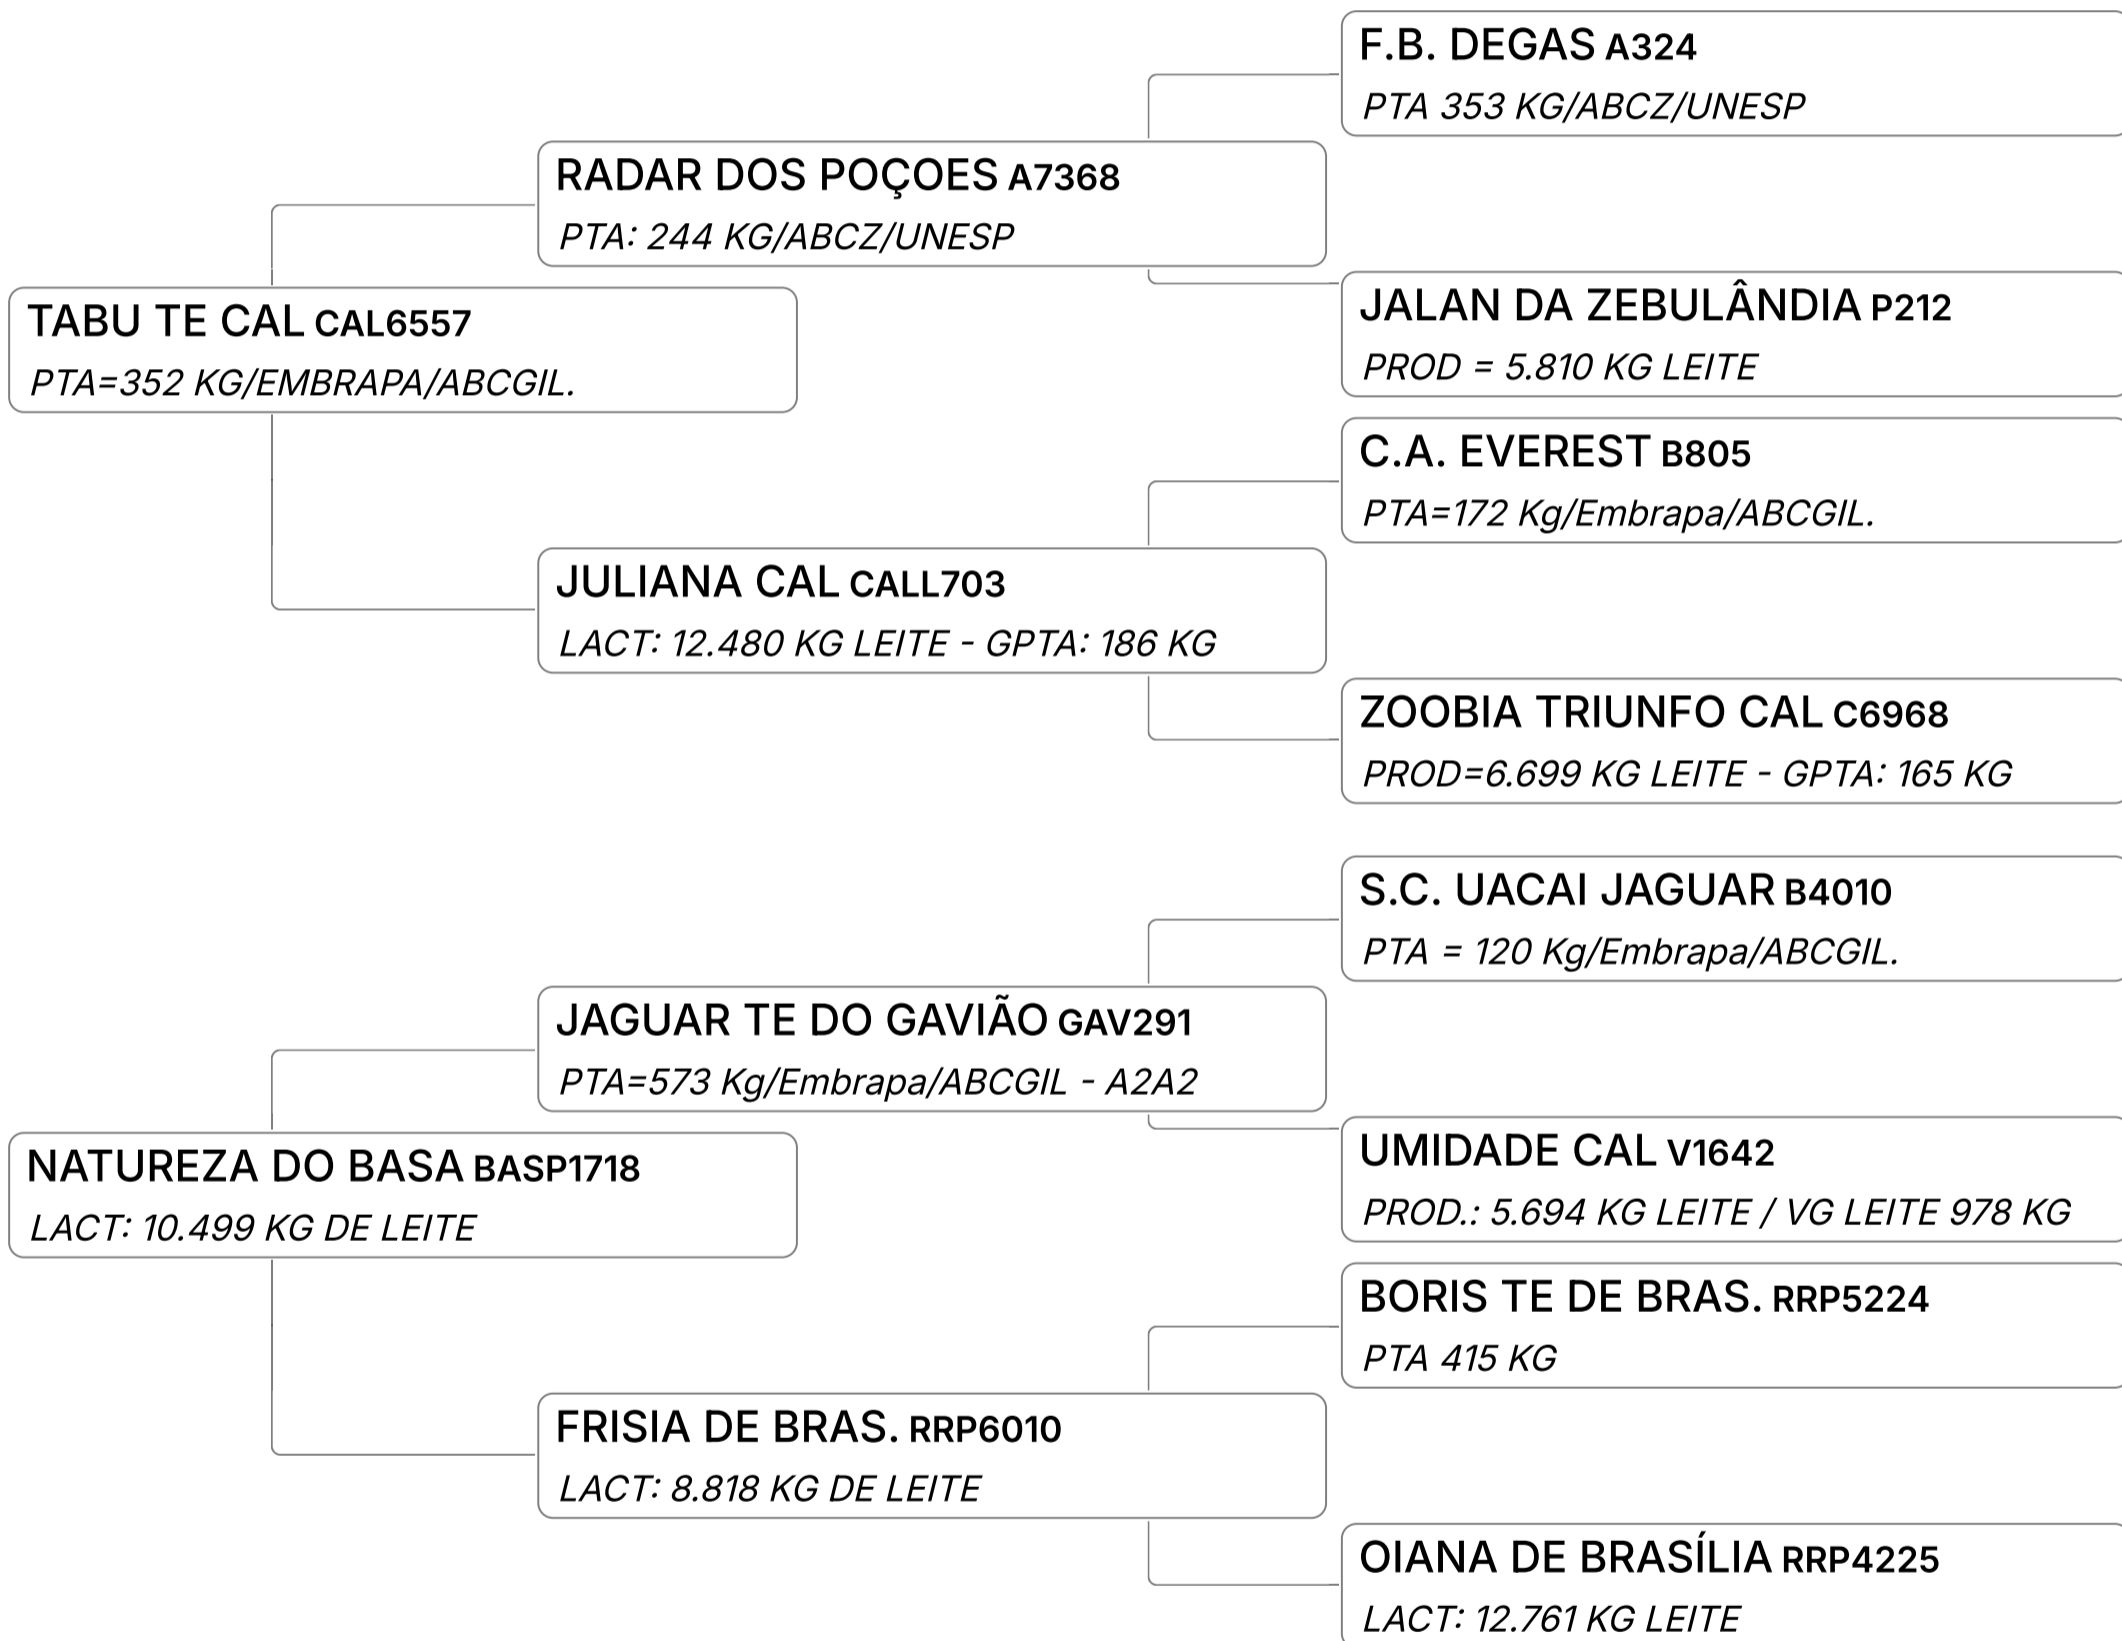 F.B. DEGAS A324
PTA 353 KG/ABCZ/UNESP
RADAR DOS POÇOES A7368
PTA: 244 KG/ABCZ/UNESP
JALAN DA ZEBULÂNDIA P212
PROD = 5.810 KG LEITE
TABU TE CAL CAL6557
PTA=352 KG/EMBRAPA/ABCGIL.
C.A. EVEREST B805
PTA=172 Kg/Embrapa/ABCGIL.
JULIANA CAL CALL703
LACT: 12.480 KG LEITE - GPTA: 186 KG
ZOOBIA TRIUNFO CAL C6968
PROD=6.699 KG LEITE - GPTA: 165 KG
S.C. UACAI JAGUAR B4010
PTA = 120 Kg/Embrapa/ABCGIL.
JAGUAR TE DO GAVIÃO GAV291
PTA=573 Kg/Embrapa/ABCGIL - A2A2
UMIDADE CAL V1642
PROD.: 5.694 KG LEITE / VG LEITE 978 KG
NATUREZA DO BASA BASP1718
LACT: 10.499 KG DE LEITE
BORIS TE DE BRAS. RRP5224
PTA 415 KG
FRISIA DE BRAS. RRP6010
LACT: 8.818 KG DE LEITE
OIANA DE BRASÍLIA RRP4225
LACT: 12.761 KG LEITE